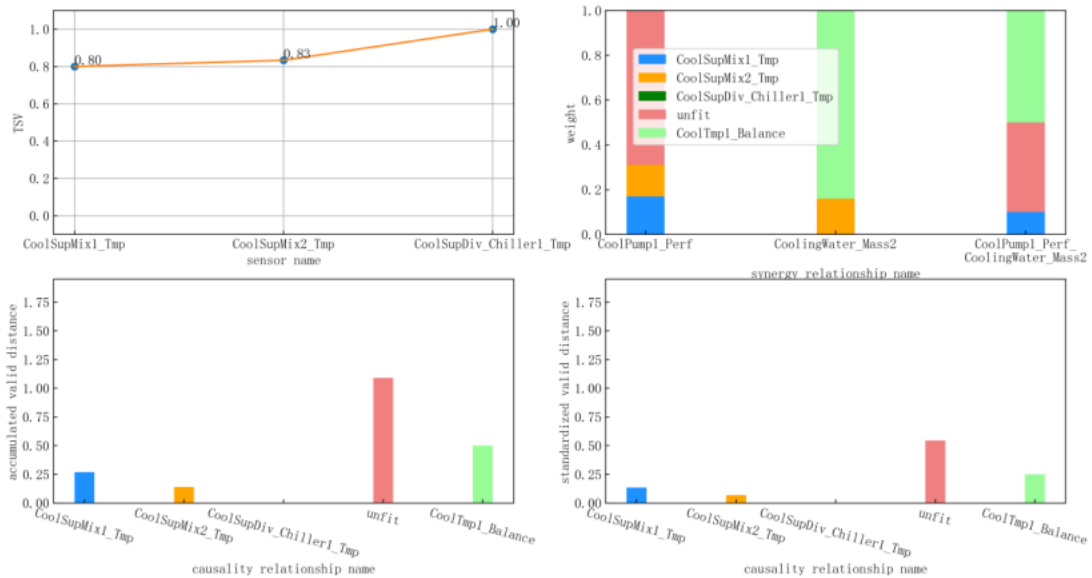 1.0
0.8
0.6
0.4
0.2
0.0
TSV
0.80
0.83
1.00
CoolSupMix1_Tmp
CoolSupMix2_Tmp
CoolSupDiv_Chiller1_Tmp
sensor name
1.0
0.8
0.6
0.4
0.2
0.0
weight
CoolSupMix1_Tmp
CoolSupMix2_Tmp
CoolSupDiv_Chiller1_Tmp
unfit
CoolTmp1_Balance
CoolPump1_Perf
CoolingWater_Mass2
CoolPump1_Perf_
CoolingWater_Mass2
synergy relationship name
1.75
1.50
1.25
1.00
0.75
0.50
0.25
0.00
accumulated valid distance
CoolSupMix1_Tmp
CoolSupMix2_Tmp
CoolSupDiv_Chiller1_Tmp
unfit
CoolTmp1_Balance
causality relationship name
1.75
1.50
1.25
1.00
0.75
0.50
0.25
0.00
standardized valid distance
CoolSupMix1_Tmp
CoolSupMix2_Tmp
CoolSupDiv_Chiller1_Tmp
unfit
CoolTmp1_Balance
causality relationship name